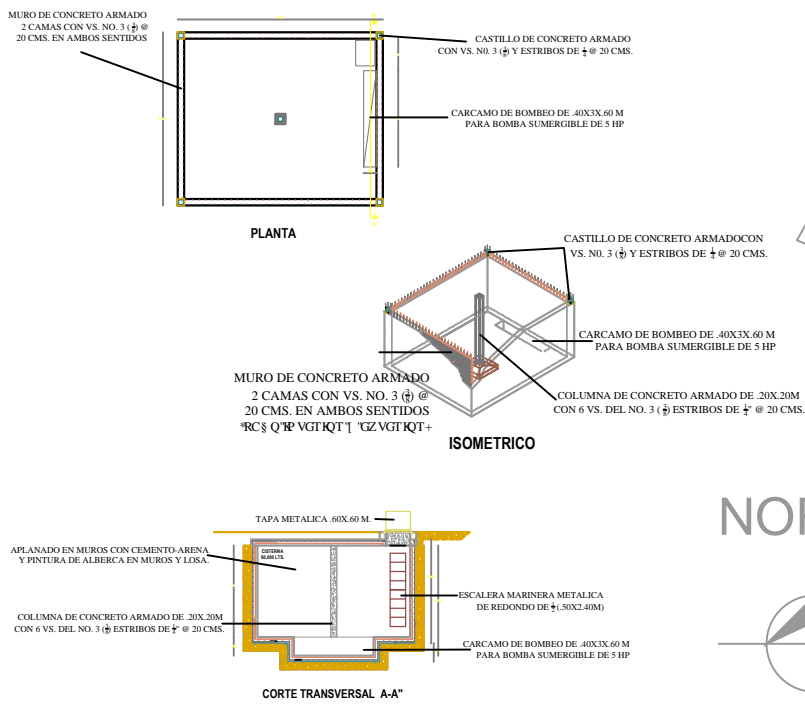 MURO DE CONCRETO ARMADO
2 CAMAS CON VS. NO. 3 (3/8) @
20 CMS. EN AMBOS SENTIDOS
CASTILLO DE CONCRETO ARMADO
CON VS. N0. 3 (3/8) Y ESTRIBOS DE 1/4 @ 20 CMS.
CARCAMO DE BOMBEO DE .40X3X.60 M
PARA BOMBA SUMERGIBLE DE 5 HP
PLANTA
CASTILLO DE CONCRETO ARMADOCON
VS. N0. 3 (3/8) Y ESTRIBOS DE 1/4 @ 20 CMS.
CARCAMO DE BOMBEO DE .40X3X.60 M
PARA BOMBA SUMERGIBLE DE 5 HP
MURO DE CONCRETO ARMADO
2 CAMAS CON VS. NO. 3 (3/8) @
20 CMS. EN AMBOS SENTIDOS
COLUMNA DE CONCRETO ARMADO DE .20X.20M
CON 6 VS. DEL NO. 3 (3/8) ESTRIBOS DE 1/4" @ 20 CMS.
ISOMETRICO
TAPA METALICA .60X.60 M.
APLANADO EN MUROS CON CEMENTO-ARENA
Y PINTURA DE ALBERCA EN MUROS Y LOSA.
CISTERNA
LTS.
ESCALERA MARINERA METALICA
DE REDONDO DE (.50X2.40M)
COLUMNA DE CONCRETO ARMADO DE .20X.20M
CON 6 VS. DEL NO. 3 (3/8) ESTRIBOS DE 1/4" @ 20 CMS.
CARCAMO DE BOMBEO DE .40X3X.60 M
PARA BOMBA SUMERGIBLE DE 5 HP
CORTE TRANSVERSAL A-A"
NOR